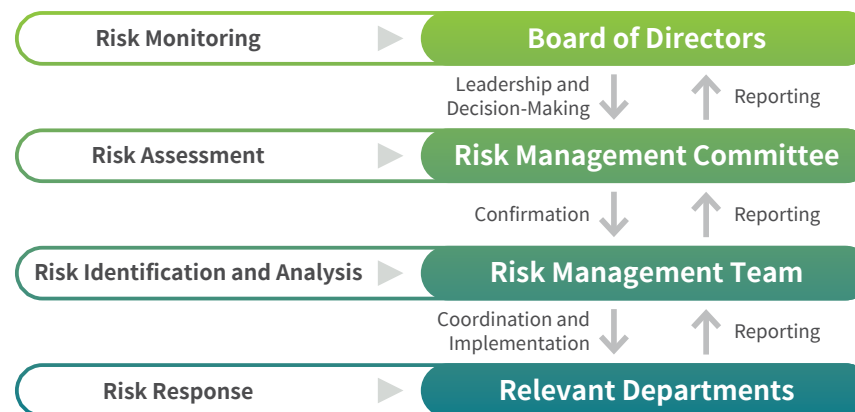 Risk Monitoring
Board of Directors
Leadership and
Decision-Making
Reporting
Risk Assessment
Risk Management Committee
Confirmation
Reporting
Risk Identification and Analysis
Risk Management Team
Coordination and
Implementation
Reporting
Risk Response
Relevant Departments